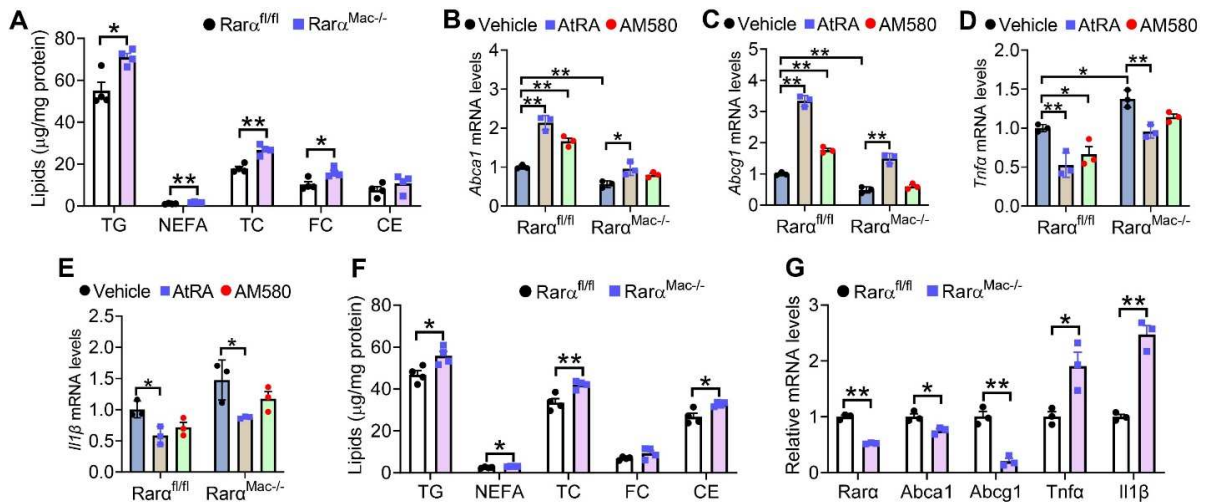 A
Rarα^fl/fl Rarα^Mac-/-
Lipids (µg/mg protein)
80
60
40
20
0
* ** ** *
TG NEFA TC FC CE
B
Vehicle AtRA AM580
Abca1 mRNA levels
4
3
2
1
0
**
**
** *
Rarα^fl/fl Rarα^Mac-/-
C
Vehicle AtRA AM580
Abcg1 mRNA levels
4
3
2
1
0
**
**
** **
Rarα^fl/fl Rarα^Mac-/-
D
Vehicle AtRA AM580
Tnfα mRNA levels
2.0
1.5
1.0
0.5
0.0
**
*
*
**
Rarα^fl/fl Rarα^Mac-/-
E
Vehicle AtRA AM580
Il1β mRNA levels
2.0
1.5
1.0
0.5
0.0
* *
Rarα^fl/fl Rarα^Mac-/-
F
Rarα^fl/fl Rarα^Mac-/-
Lipids (µg/mg protein)
80
60
40
20
0
* * ** *
TG NEFA TC FC CE
G
Rarα^fl/fl Rarα^Mac-/-
Relative mRNA levels
4
3
2
1
0
** * ** * **
Rarα Abca1 Abcg1 Tnfα Il1β